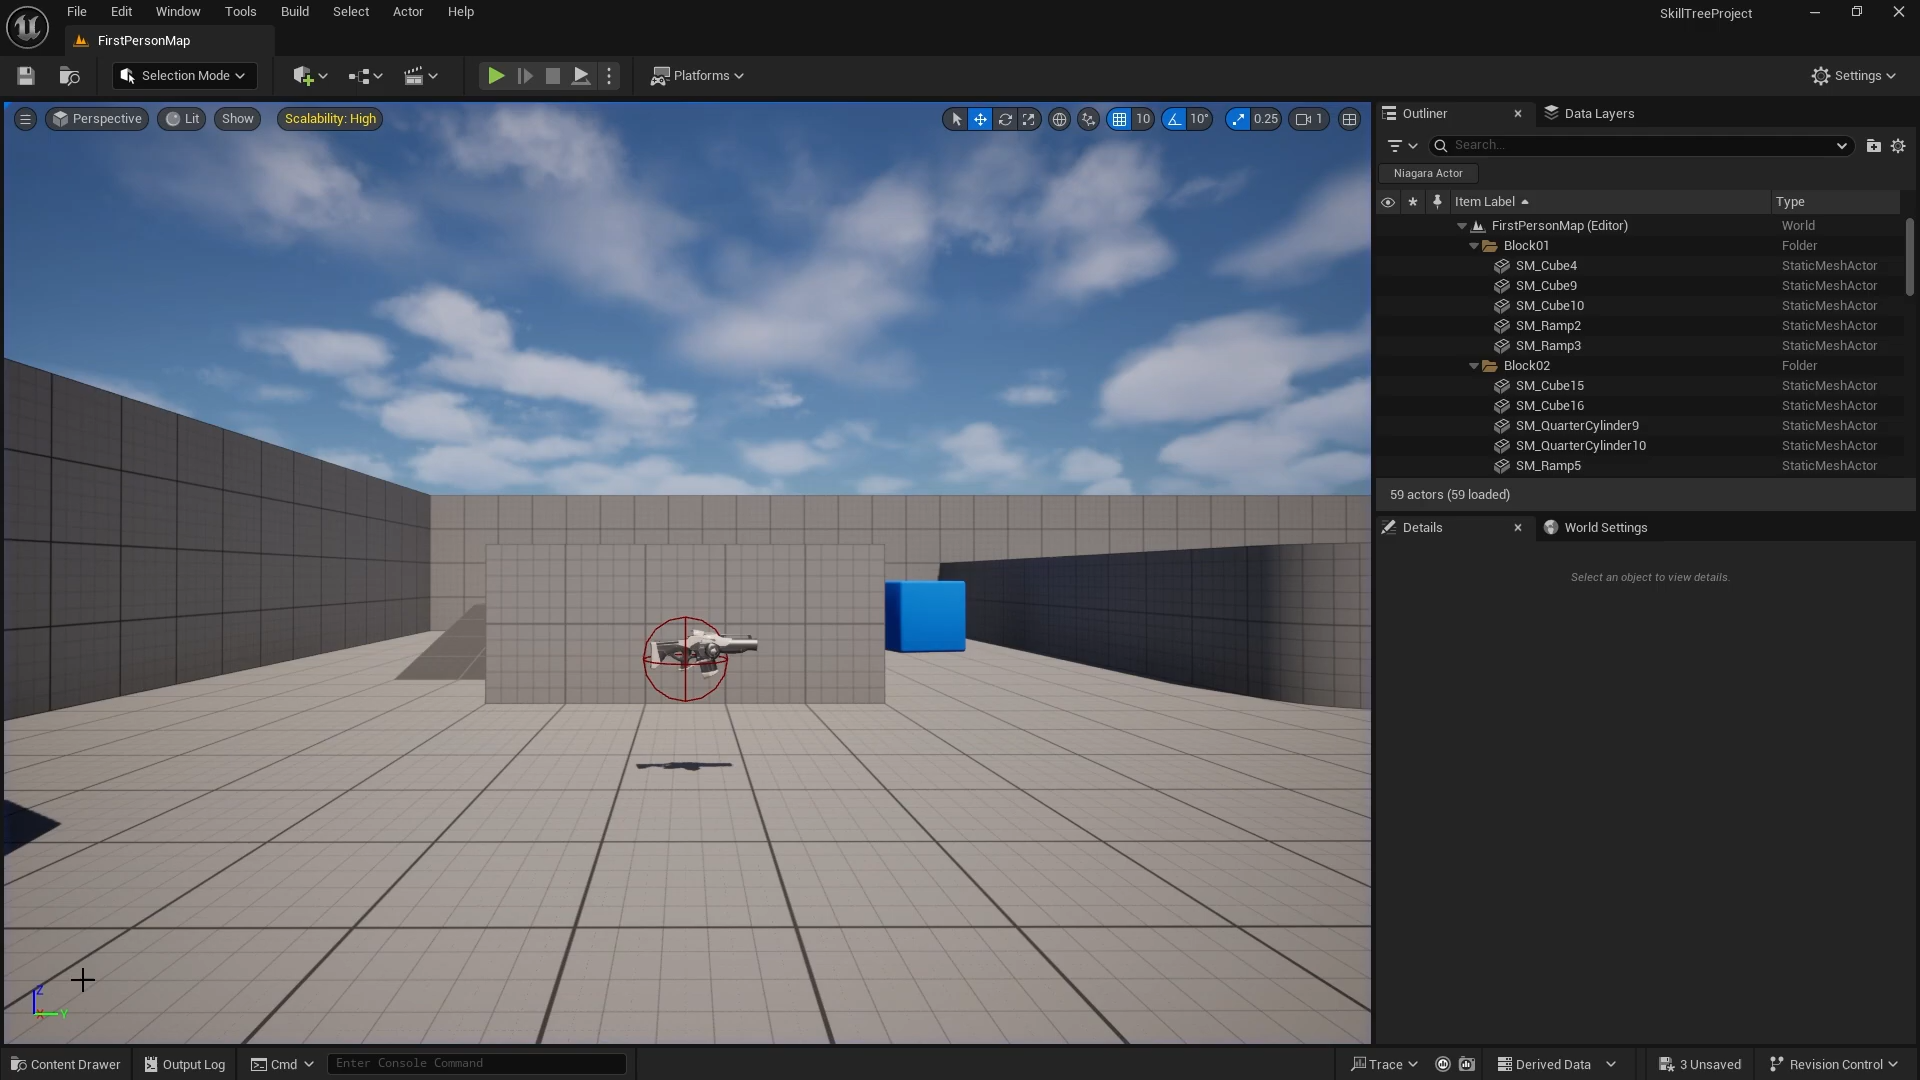 File Edit Window Tools Build Select Actor Help
SkillTreeProject
FirstPersonMap
Selection Mode
Platforms
Settings
Perspective Lit Show Scalability: High
10 10° 0.25 1
Outliner
Data Layers
Search...
Niagara Actor
Item Label Type
FirstPersonMap (Editor) World
Block01 Folder
SM_Cube4 StaticMeshActor
SM_Cube9 StaticMeshActor
SM_Cube10 StaticMeshActor
SM_Ramp2 StaticMeshActor
SM_Ramp3 StaticMeshActor
Block02 Folder
SM_Cube15 StaticMeshActor
SM_Cube16 StaticMeshActor
SM_QuarterCylinder9 StaticMeshActor
SM_QuarterCylinder10 StaticMeshActor
SM_Ramp5 StaticMeshActor
59 actors (59 loaded)
Details
World Settings
Select an object to view details.
Z
X Y
Content Drawer Output Log Cmd Enter Console Command
Trace Derived Data 3 Unsaved Revision Control